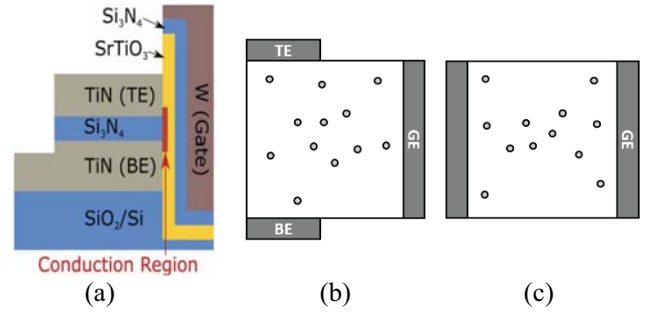 Si₃N₄
SrTiO₃
TiN (TE)
Si₃N₄
TiN (BE)
SiO₂/Si
W (Gate)
Conduction Region
(a)
TE
GE
BE
(b)
GE
(c)